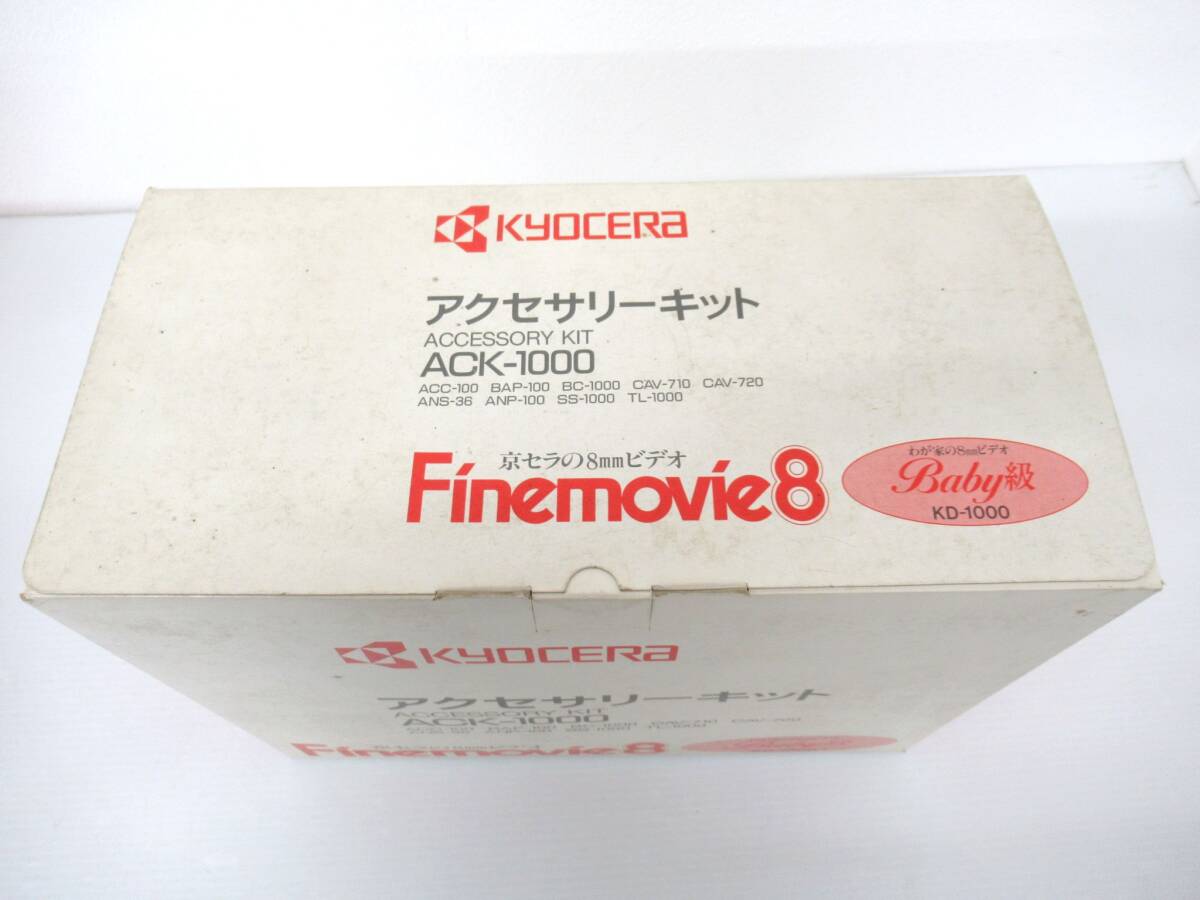 KYOCERA
アクセサリーキット
ACCESSORY KIT
ACK-1000
ACC-100 BAP-100 BC-1000 CAV-710 CAV-720
ANS-36 ANP-100 SS-1000 TL-1000
京セラの8mmビデオ
Finemovie8
わが家の8mmビデオ
Baby級
KD-1000
KYOCERA
アクセサリーキット
ACCESSORY KIT
ACK-1000
Finemovie8